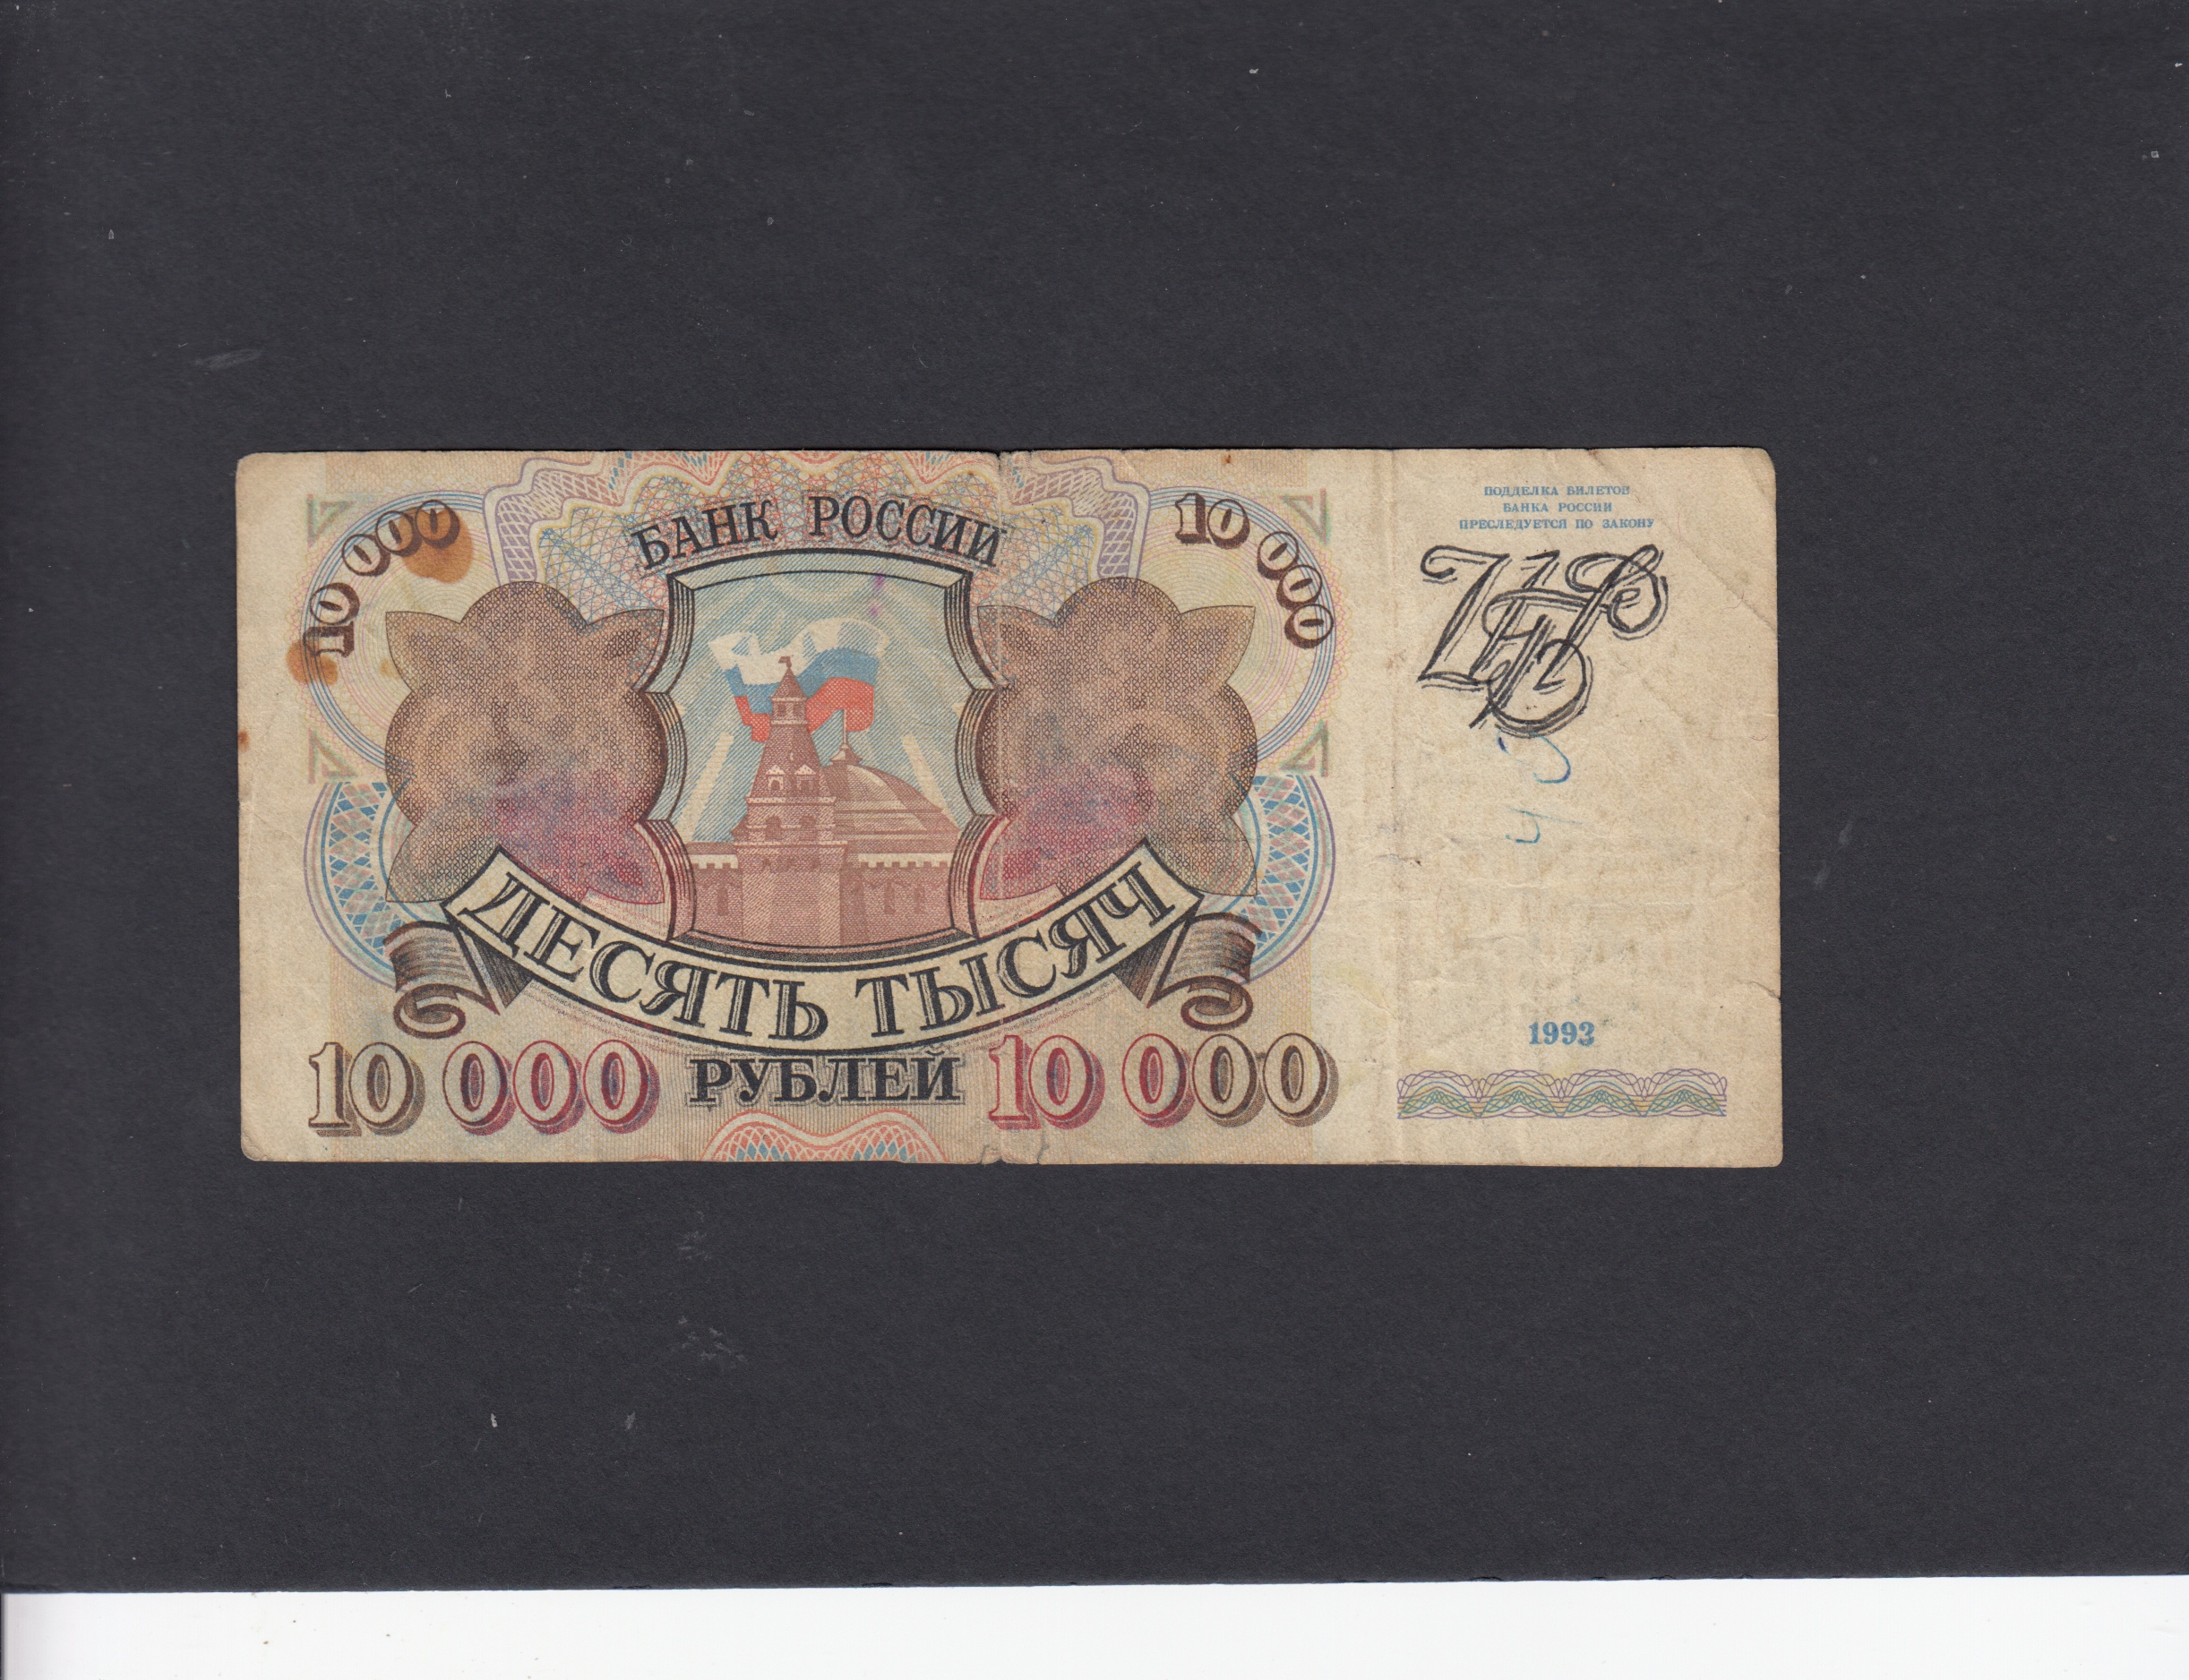 БАНК РОССИИ
10 000
10 000
ДЕСЯТЬ ТЫСЯЧ
10 000 РУБЛЕЙ 10 000
ПОДДЕЛКА БИЛЕТОВ
БАНКА РОССИИ
ПРЕСЛЕДУЕТСЯ ПО ЗАКОНУ
1993